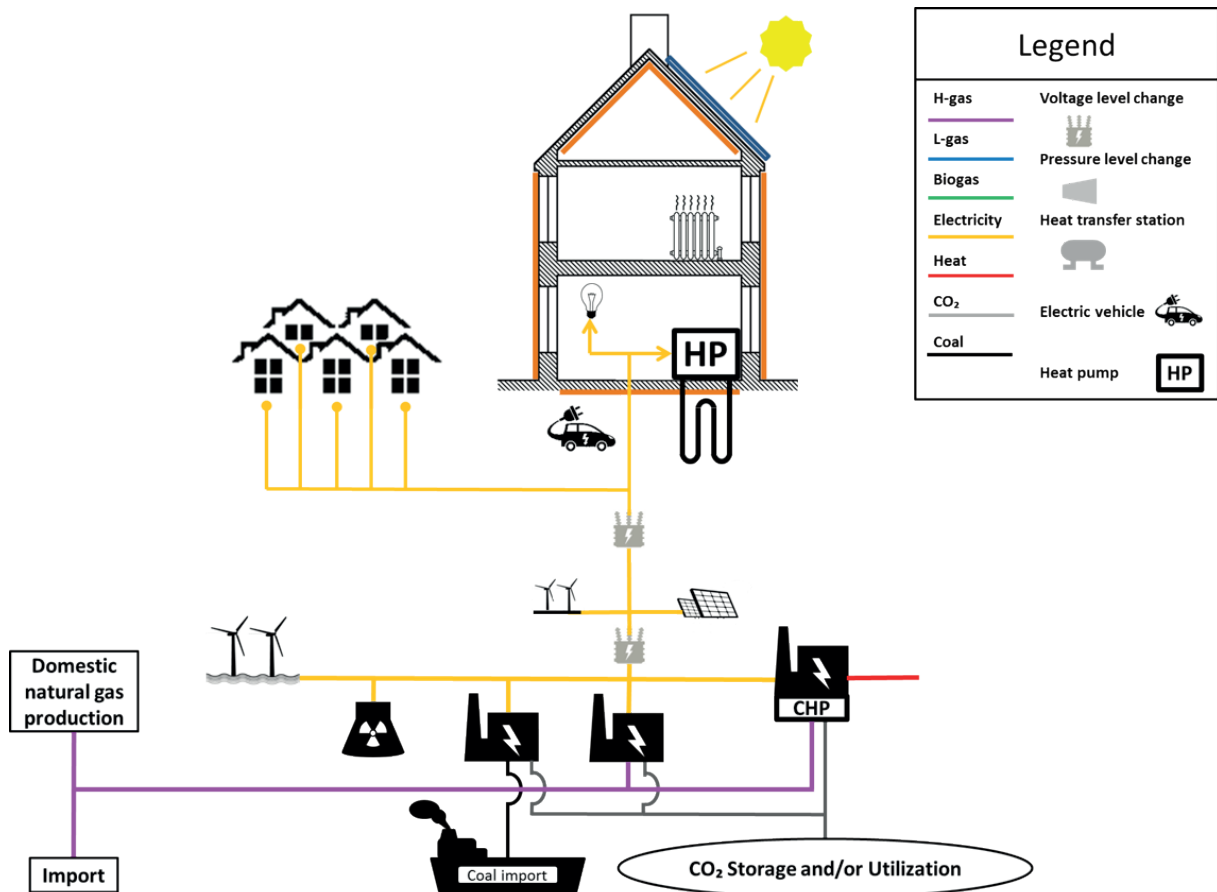 Legend
H-gas
Voltage level change
L-gas
Pressure level change
Biogas
Electricity
Heat transfer station
Heat
CO₂
Electric vehicle
Coal
Heat pump
HP
HP
Domestic
natural gas
production
CHP
Import
Coal import
CO₂ Storage and/or Utilization